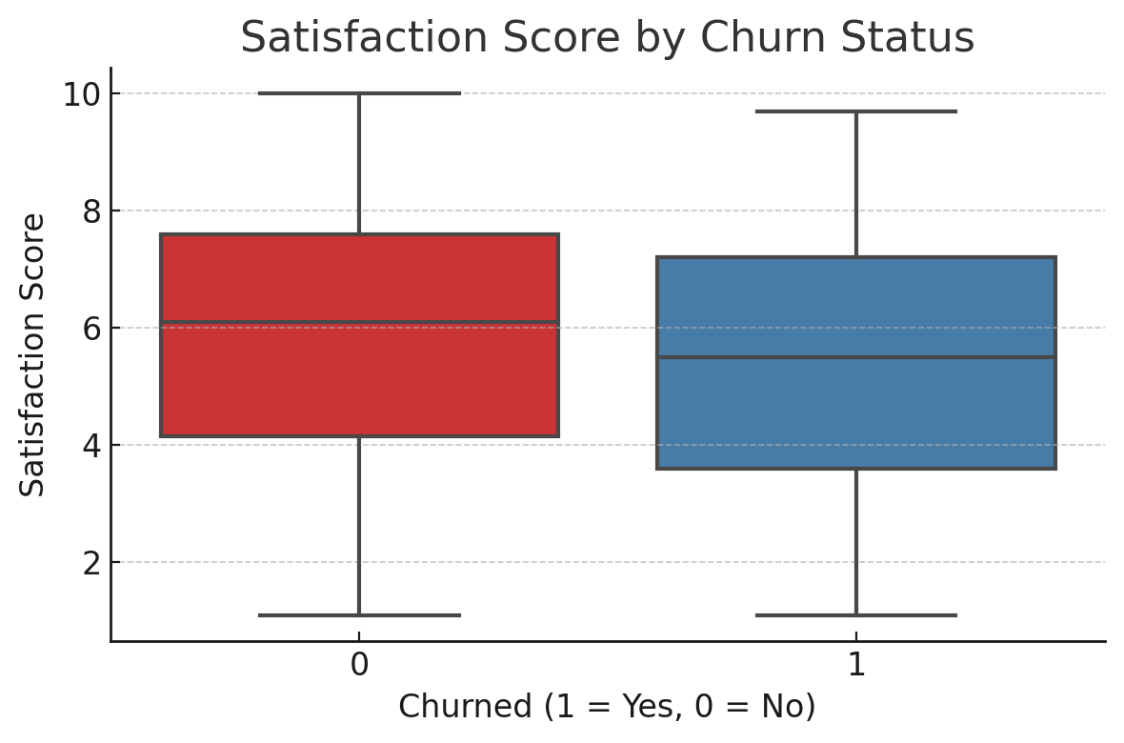 Satisfaction Score by Churn Status
Satisfaction Score
10
8
6
4
2
0
1
Churned (1 = Yes, 0 = No)